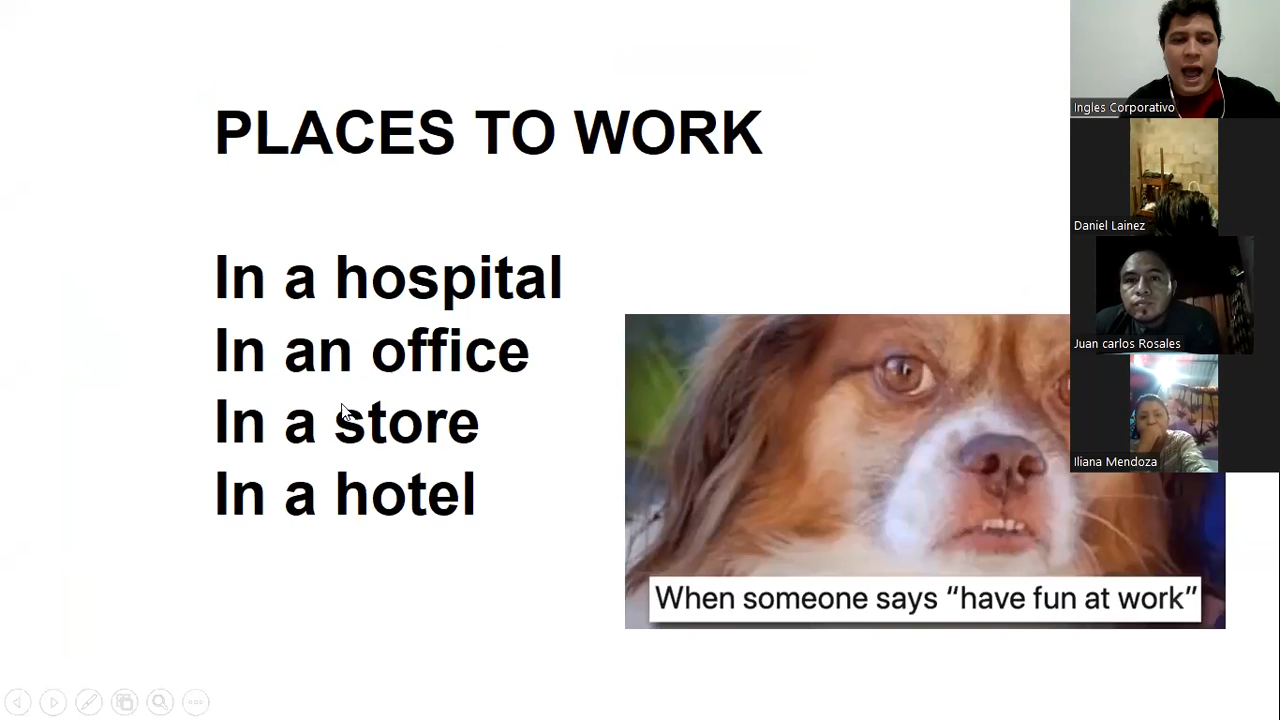 PLACES TO WORK
In a hospital
In an office
In a store
In a hotel
When someone says “have fun at work”
Ingles Corporativo
Daniel Lainez
Juan carlos Rosales
Iliana Mendoza